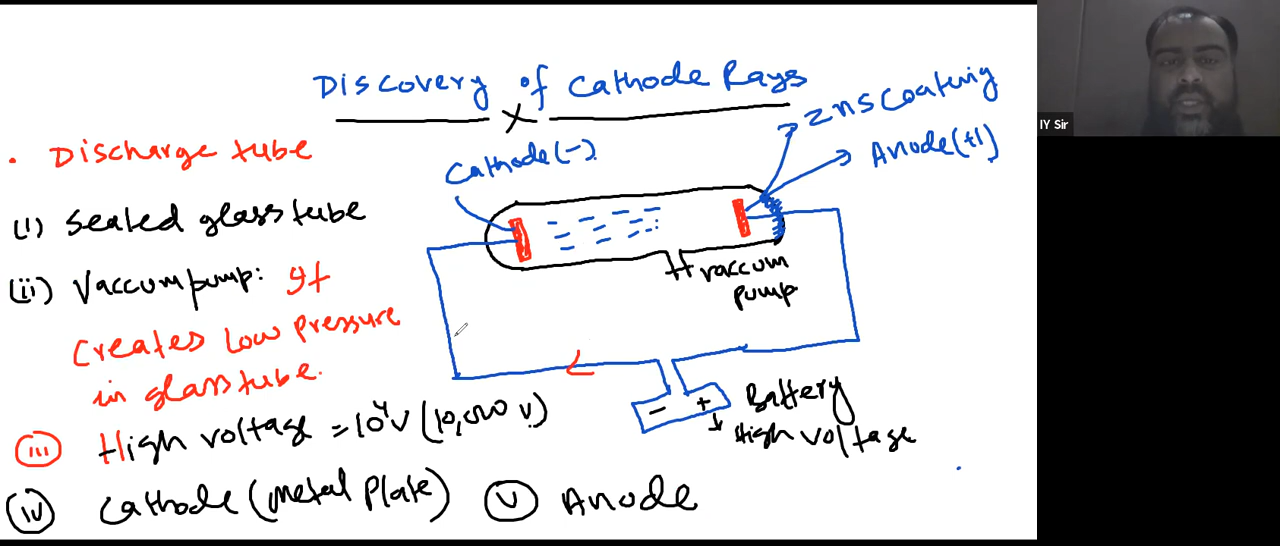 Discovery of Cathode Rays
ZnS Coating
IY Sir
Anode(+)
. Discharge tube
Cathode(-)
(i) Sealed glass tube
(ii) Vaccum pump: It
vaccum
pump
Creates Low Pressure
in glass tube.
Battery
High voltage
(iii) High voltage = 10⁴V (10,000 V)
(iv) Cathode (metal Plate) (v) Anode
- +